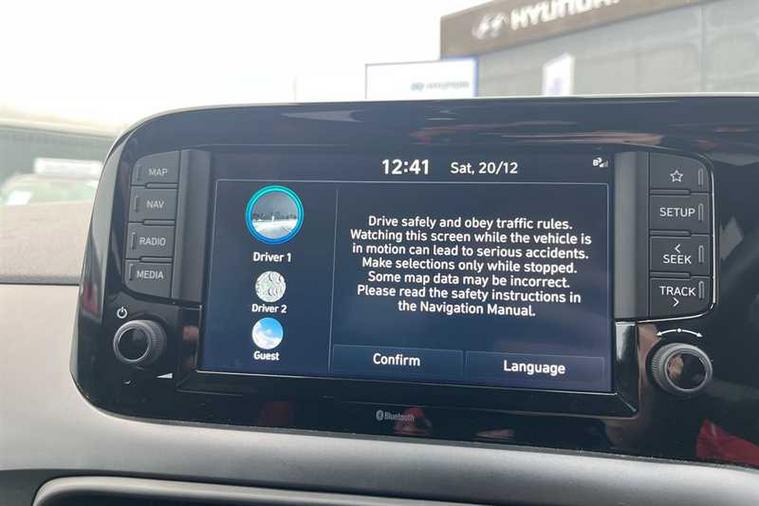 HYUNDAI
HYUNDAI
12:41
Sat, 20/12
MAP
NAV
RADIO
MEDIA
Driver 1
Driver 2
Guest
Drive safely and obey traffic rules.
Watching this screen while the vehicle is
in motion can lead to serious accidents.
Make selections only while stopped.
Some map data may be incorrect.
Please read the safety instructions in
the Navigation Manual.
Confirm
Language
SETUP
SEEK
TRACK
Bluetooth